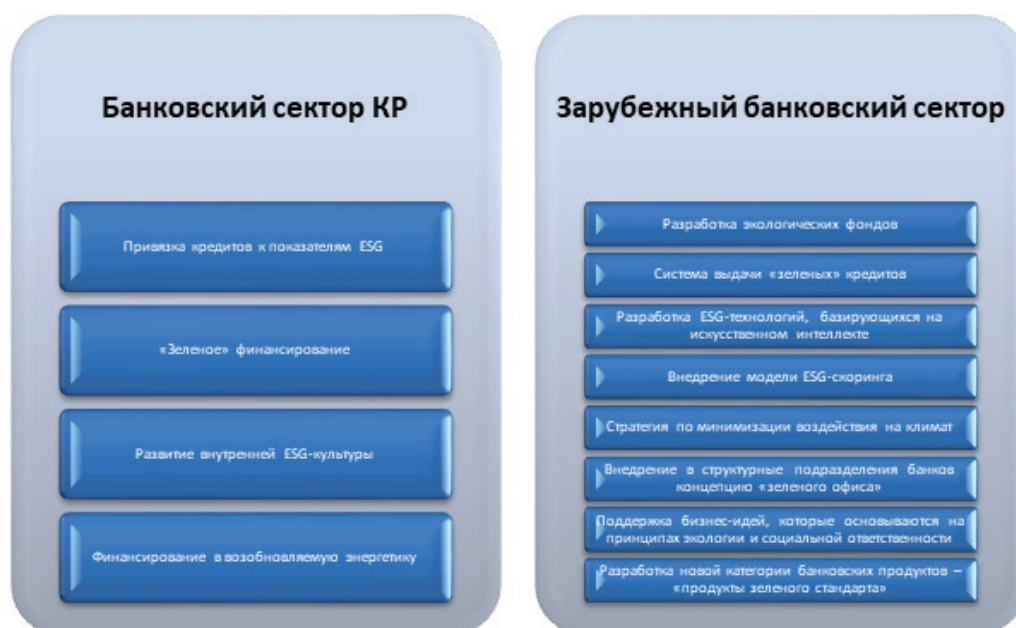 Банковский сектор КР
Привязка кредитов к показателям ESG
«Зеленое» финансирование
Развитие внутренней ESG-культуры
Финансирование в возобновляемую энергетику
Зарубежный банковский сектор
Разработка экологических фондов
Система выдачи «зеленых» кредитов
Разработка ESG-технологий, базирующихся на
искусственном интеллекте
Внедрение модели ESG-скоринга
Стратегия по минимизации воздействия на климат
Внедрение в структурные подразделения банков
концепцию «зеленого офиса»
Поддержка бизнес-идей, которые основываются на
принципах экологии и социальной ответственности
Разработка новой категории банковских продуктов –
«продукты зеленого стандарта»